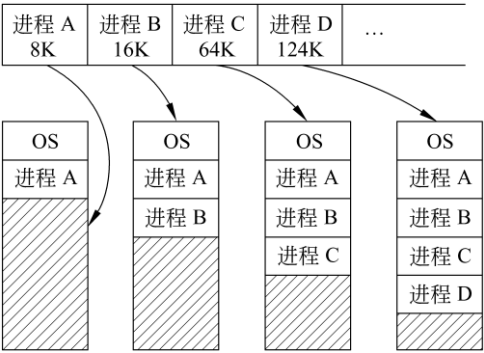 进程 A 进程 B 进程 C 进程 D …
8K 16K 64K 124K
OS OS OS OS
进程 A 进程 A 进程 A 进程 A
进程 B 进程 B 进程 B
进程 C 进程 C
进程 D